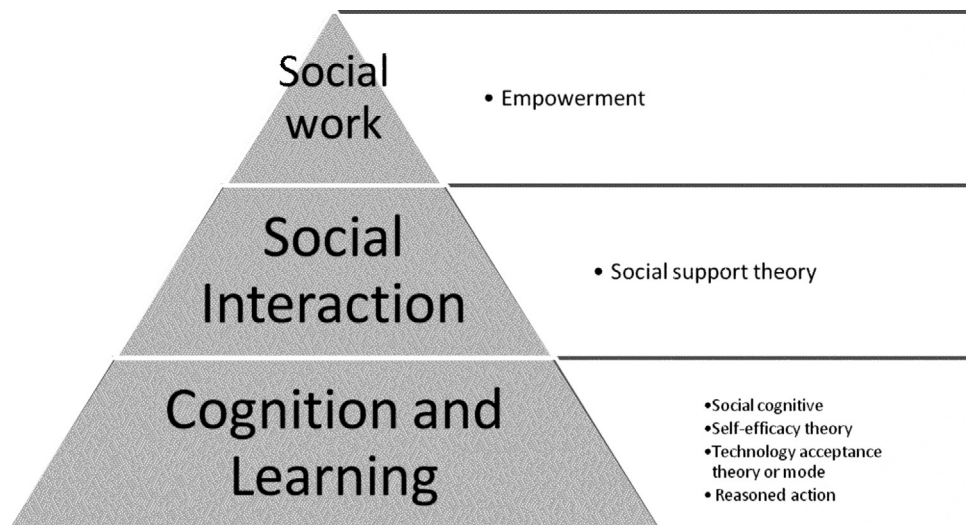 Social
work
• Empowerment
Social
Interaction
• Social support theory
Cognition and
Learning
•Social cognitive
•Self-efficacy theory
•Technology acceptance
theory or mode
• Reasoned action